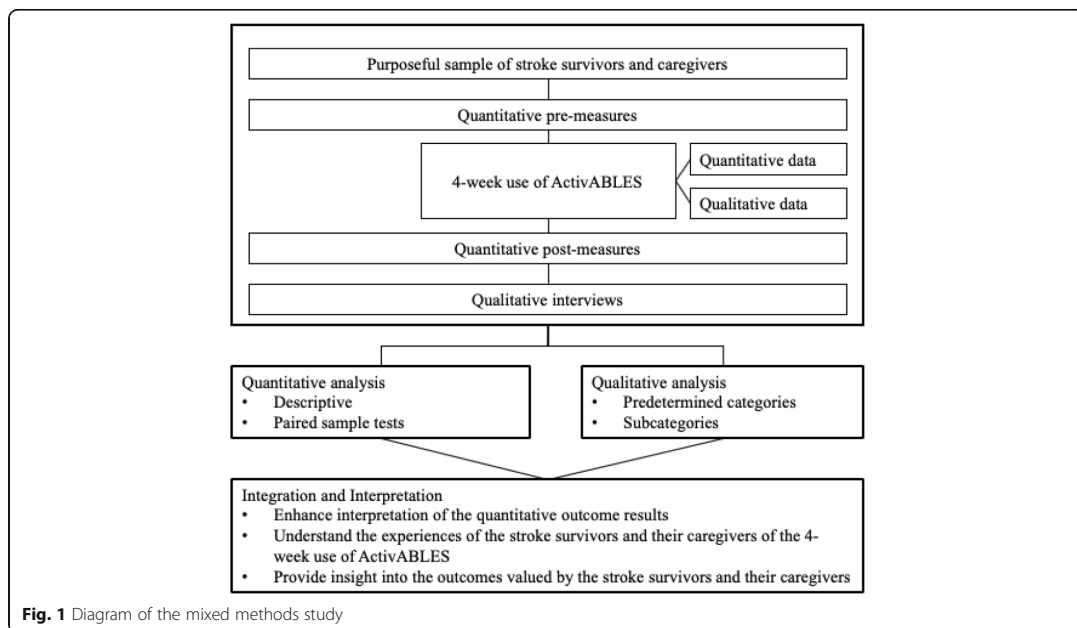 Purposeful sample of stroke survivors and caregivers
Quantitative pre-measures
4-week use of ActivABLES
Quantitative data
Qualitative data
Quantitative post-measures
Qualitative interviews
Quantitative analysis
• Descriptive
• Paired sample tests
Qualitative analysis
• Predetermined categories
• Subcategories
Integration and Interpretation
• Enhance interpretation of the quantitative outcome results
• Understand the experiences of the stroke survivors and their caregivers of the 4-
week use of ActivABLES
• Provide insight into the outcomes valued by the stroke survivors and their caregivers
Fig. 1 Diagram of the mixed methods study